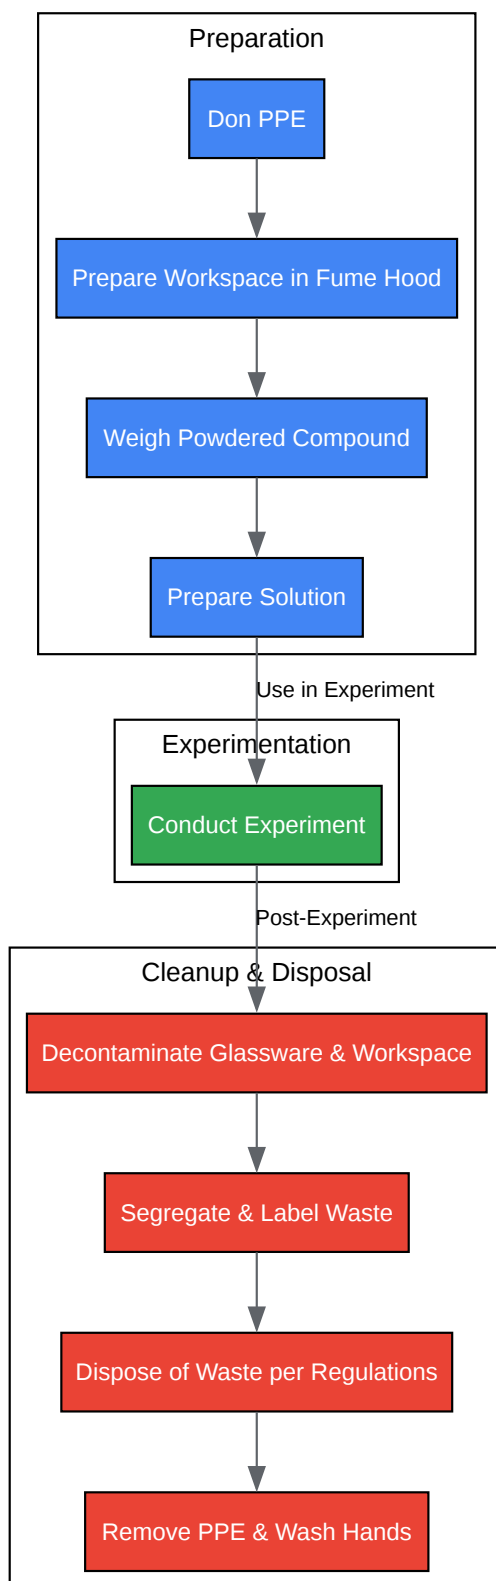 Preparation
Don PPE
Prepare Workspace in Fume Hood
Weigh Powdered Compound
Prepare Solution
Use in Experiment
Experimentation
Conduct Experiment
Post-Experiment
Cleanup & Disposal
Decontaminate Glassware & Workspace
Segregate & Label Waste
Dispose of Waste per Regulations
Remove PPE & Wash Hands